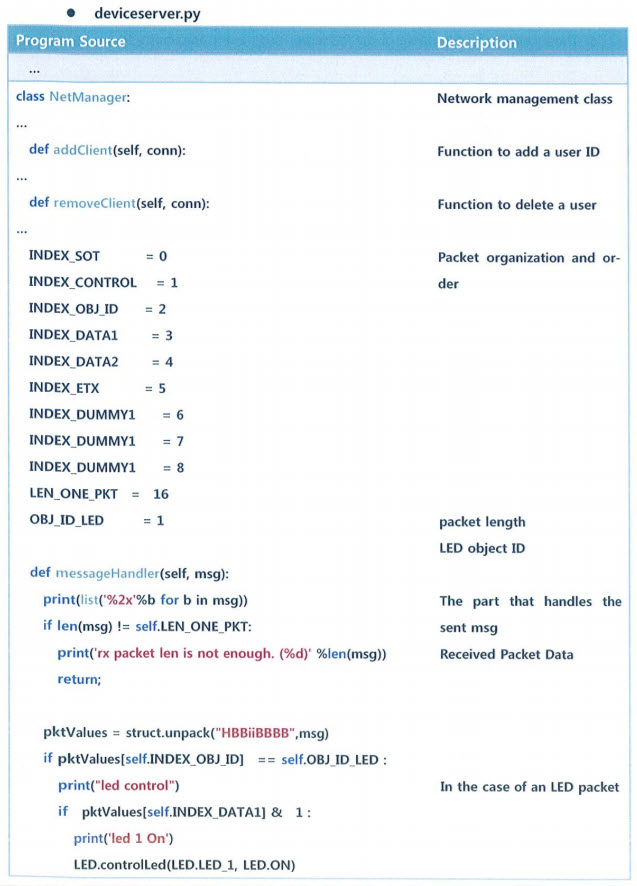 ● deviceserver.py
Program Source Description
...
class NetManager: Network management class
...
def addClient(self, conn): Function to add a user ID
...
def removeClient(self, conn): Function to delete a user
...
INDEX_SOT = 0 Packet organization and or-
INDEX_CONTROL = 1 der
INDEX_OBJ_ID = 2
INDEX_DATA1 = 3
INDEX_DATA2 = 4
INDEX_ETX = 5
INDEX_DUMMY1 = 6
INDEX_DUMMY1 = 7
INDEX_DUMMY1 = 8
LEN_ONE_PKT = 16
OBJ_ID_LED = 1 packet length
LED object ID
def messageHandler(self, msg):
print(list('%2x'%b for b in msg)) The part that handles the
if len(msg) != self.LEN_ONE_PKT: sent msg
print('rx packet len is not enough. (%d)' %len(msg)) Received Packet Data
return;
pktValues = struct.unpack("HBBiiBBBB",msg)
if pktValues[self.INDEX_OBJ_ID] == self.OBJ_ID_LED :
print("led control") In the case of an LED packet
if pktValues[self.INDEX_DATA1] & 1 :
print('led 1 On')
LED.controlLed(LED.LED_1, LED.ON)